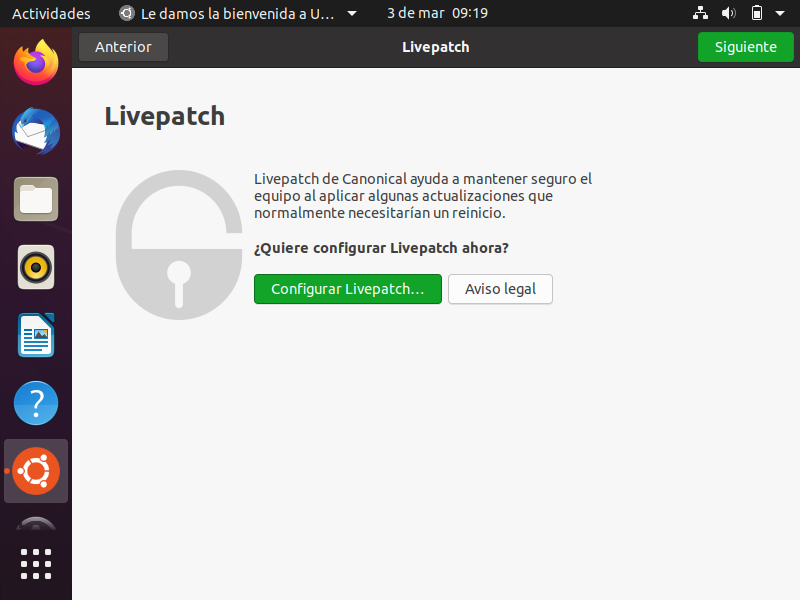 Actividades
Le damos la bienvenida a U...
3 de mar 09:19
Anterior
Livepatch
Siguiente
Livepatch
Livepatch de Canonical ayuda a mantener seguro el
equipo al aplicar algunas actualizaciones que
normalmente necesitarían un reinicio.
¿Quiere configurar Livepatch ahora?
Configurar Livepatch…
Aviso legal
?